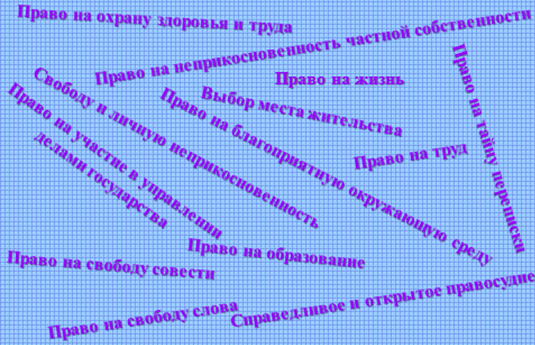 Право на охрану здоровья и труда
Право на неприкосновенность частной собственности
Право на жизнь
Свободу и личную неприкосновенность
Выбор места жительства
Право на тайну переписки
Право на благоприятную окружающую среду
Право на участие в управлении
делами государства
Право на труд
Право на образование
Право на свободу совести
Справедливое и открытое правосудие
Право на свободу слова